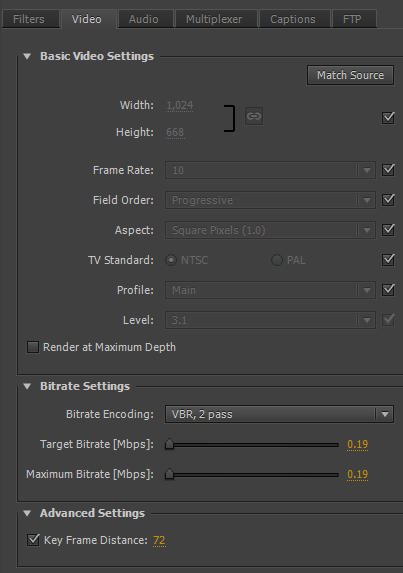 Filters Video Audio Multiplexer Captions FTP
Basic Video Settings
Match Source
Width: 1,024
Height: 668
Frame Rate: 10
Field Order: Progressive
Aspect: Square Pixels (1.0)
TV Standard: NTSC PAL
Profile: Main
Level: 3.1
Render at Maximum Depth
Bitrate Settings
Bitrate Encoding: VBR, 2 pass
Target Bitrate [Mbps]: 0.19
Maximum Bitrate [Mbps]: 0.19
Advanced Settings
Key Frame Distance: 72